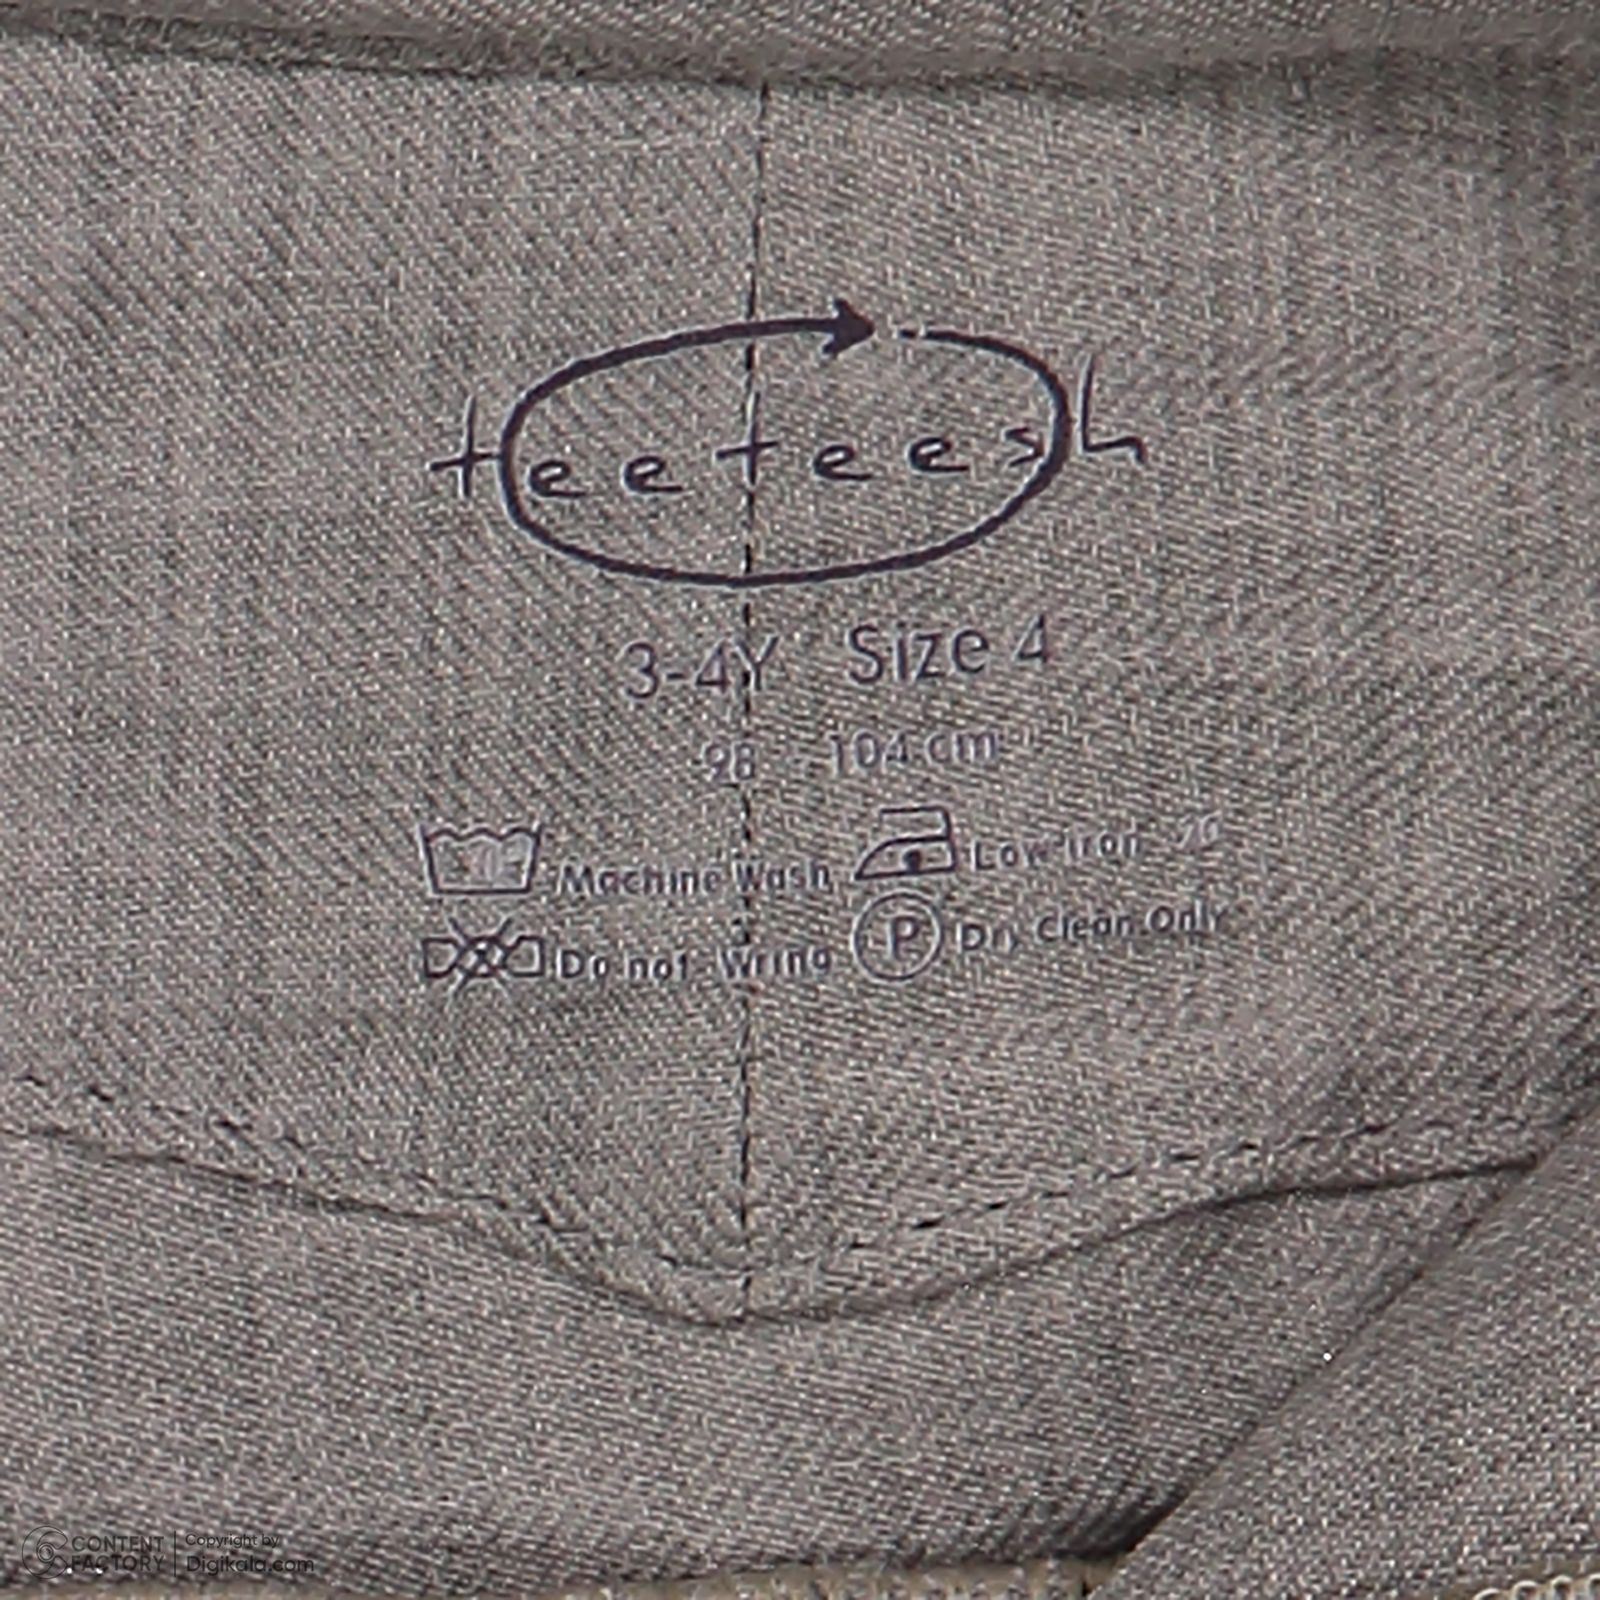 teeteesh
3-4Y Size 4
98 - 104 cm
Machine Wash
Low Iron
Do not Wring
P
Dry Clean Only
CONTENT FACTORY
Copyright by
Digikala.com